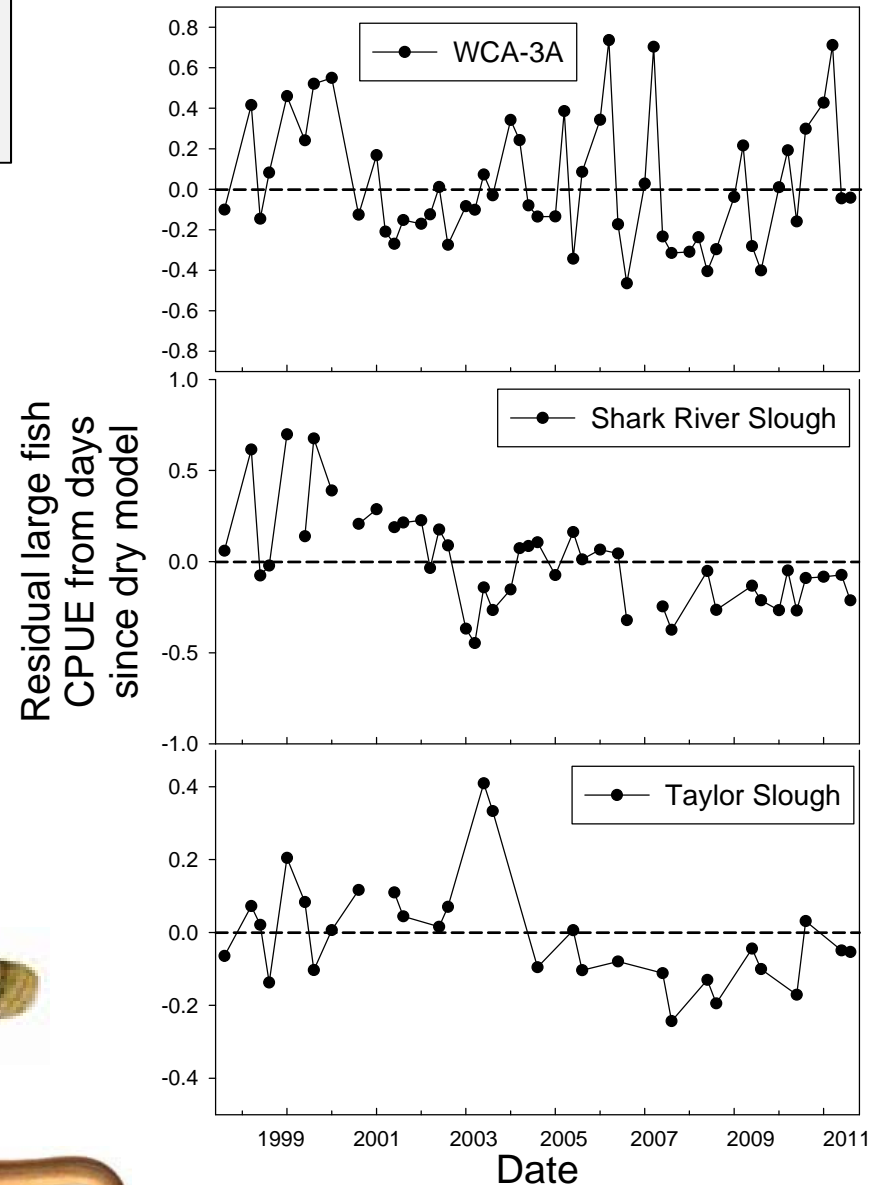 0.8
0.6
0.4
0.2
0.0
-0.2
-0.4
-0.6
-0.8
WCA-3A
Residual large fish
CPUE from days
since dry model
1.0
0.5
0.0
-0.5
-1.0
Shark River Slough
0.4
0.2
0.0
-0.2
-0.4
Taylor Slough
1999 2001 2003 2005 2007 2009 2011
Date